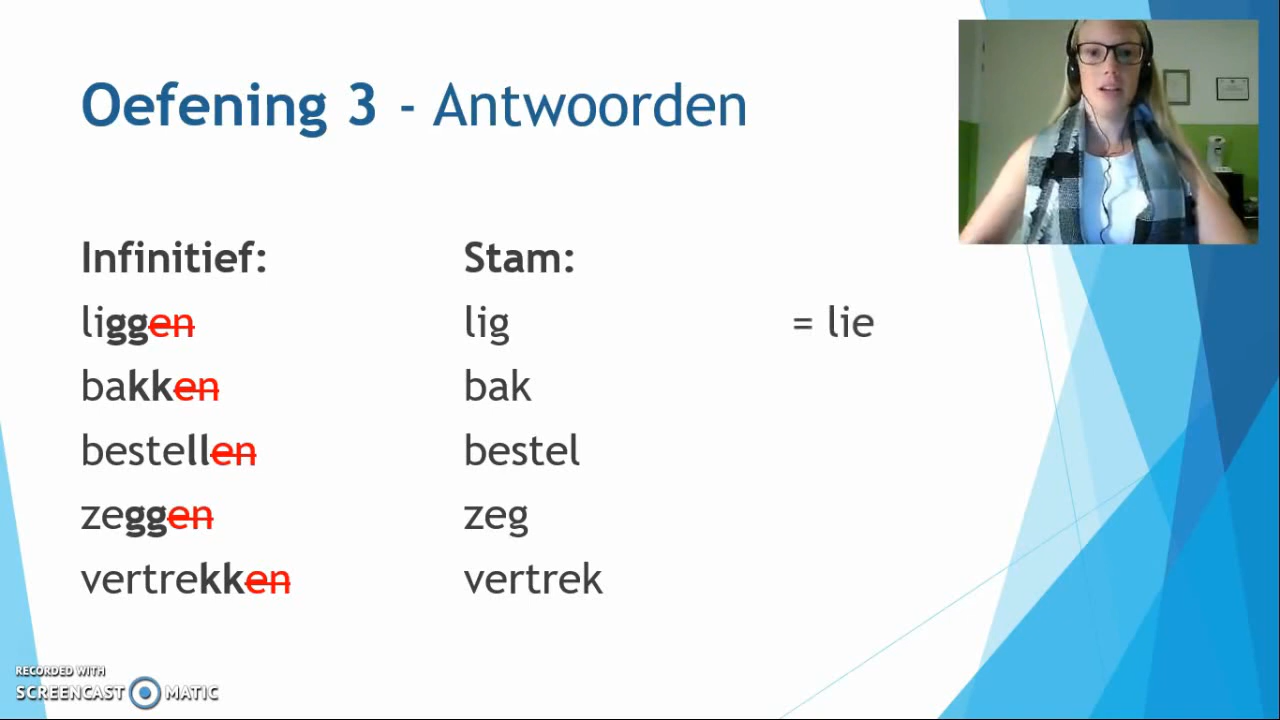 Oefening 3 - Antwoorden
Infinitief: Stam:
liggen lig = lie
bakken bak
bestellen bestel
zeggen zeg
vertrekken vertrek
RECORDED WITH
SCREENCAST MATIC